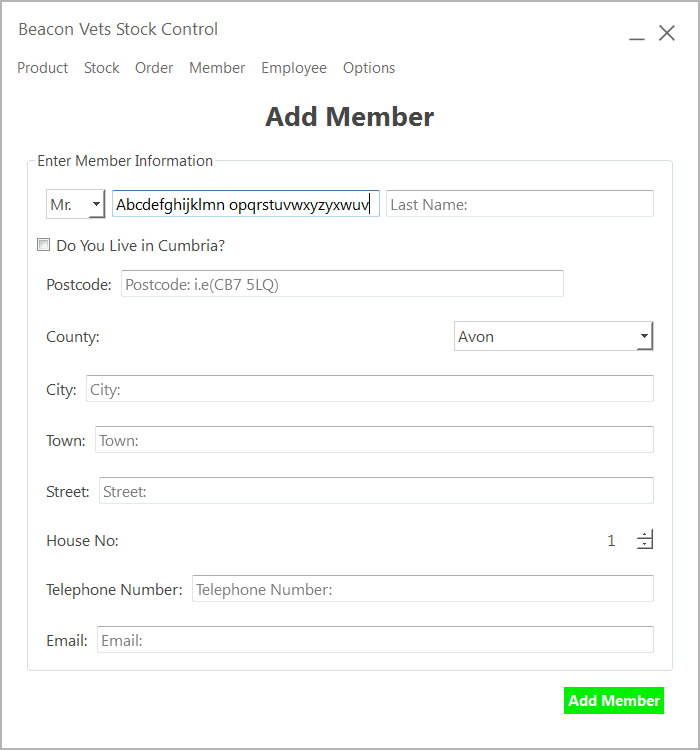 Beacon Vets Stock Control
Product Stock Order Member Employee Options
Add Member
Enter Member Information
Mr. Abcdefghijklmn opqrstuvwxyzyxwuv Last Name:
Do You Live in Cumbria?
Postcode: Postcode: i.e(CB7 5LQ)
County: Avon
City: City:
Town: Town:
Street: Street:
House No: 1
Telephone Number: Telephone Number:
Email: Email:
Add Member